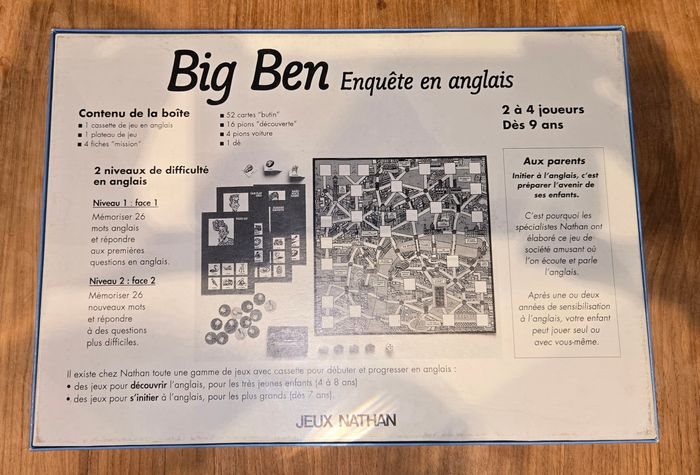 Big Ben Enquête en anglais
Contenu de la boîte
■ 1 cassette de jeu en anglais
■ 1 plateau de jeu
■ 4 fiches "mission"
■ 52 cartes "butin"
■ 16 pions "découverte"
■ 4 pions voiture
■ 1 dé
2 à 4 joueurs
Dès 9 ans
2 niveaux de difficulté
en anglais
Niveau 1 : face 1
Mémoriser 26
mots anglais
et répondre
aux premières
questions en anglais.
Niveau 2 : face 2
Mémoriser 26
nouveaux mots
et répondre
à des questions
plus difficiles.
Aux parents
Initier à l'anglais, c'est
préparer l'avenir de
ses enfants.
C'est pourquoi les
spécialistes Nathan ont
élaboré ce jeu de
société amusant où
l'on écoute et parle
l'anglais.
Après une ou deux
années de sensibilisation
à l'anglais, votre enfant
peut jouer seul ou
avec vous-même.
Il existe chez Nathan toute une gamme de jeux avec cassette pour débuter et progresser en anglais :
• des jeux pour découvrir l'anglais, pour les très jeunes enfants (4 à 8 ans)
• des jeux pour s'initier à l'anglais, pour les plus grands (dès 7 ans).
JEUX NATHAN